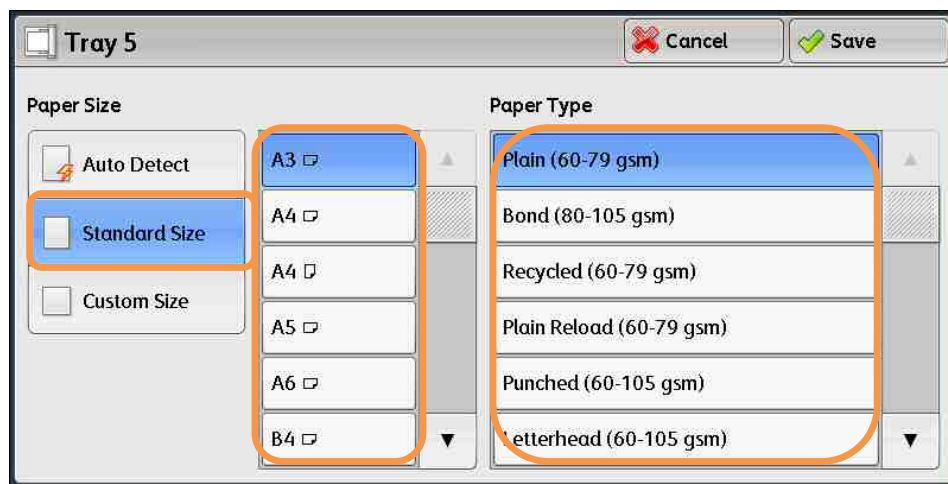 Tray 5
Cancel
Save
Paper Size
Paper Type
Auto Detect
Standard Size
Custom Size
A3
A4
A4
A5
A6
B4
Plain (60-79 gsm)
Bond (80-105 gsm)
Recycled (60-79 gsm)
Plain Reload (60-79 gsm)
Punched (60-105 gsm)
Letterhead (60-105 gsm)